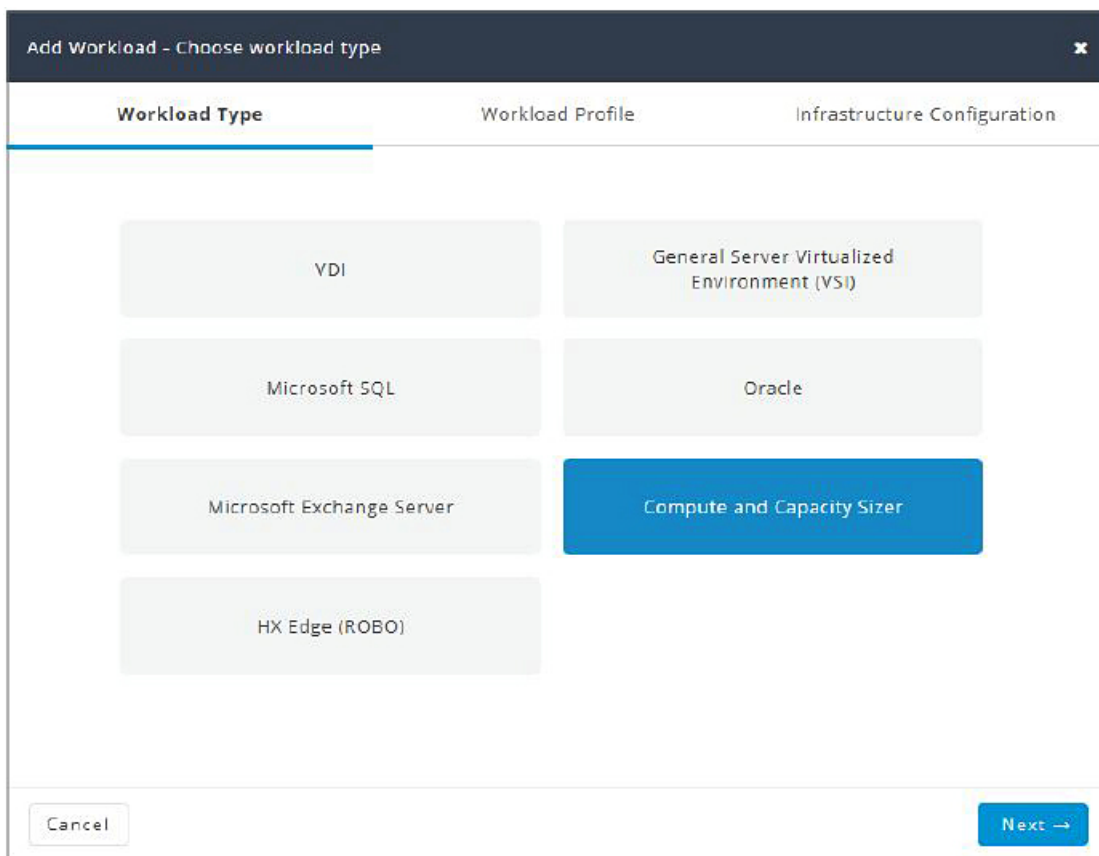 Add Workload - Choose workload type ×
Workload Type Workload Profile Infrastructure Configuration
VDI
General Server Virtualized
Environment (VSI)
Microsoft SQL
Oracle
Microsoft Exchange Server
Compute and Capacity Sizer
HX Edge (ROBO)
Cancel
Next →